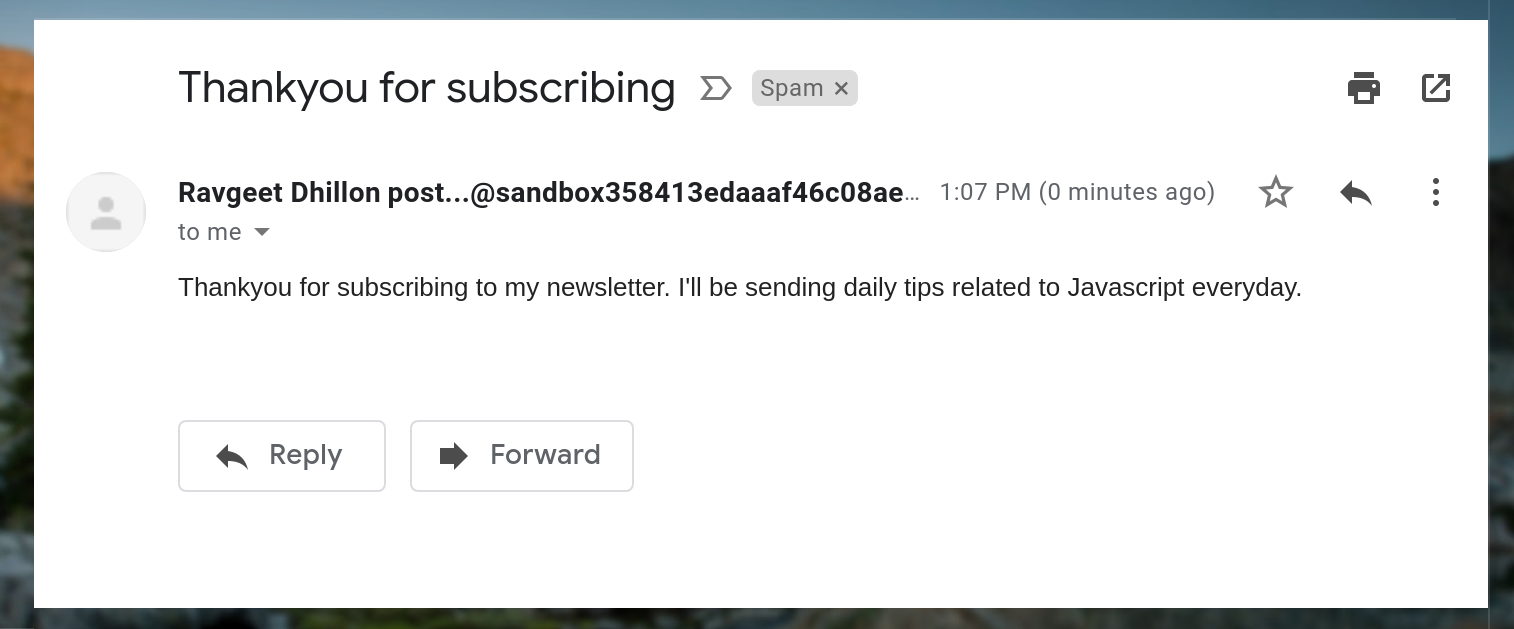 Thankyou for subscribing Spam ×
Ravgeet Dhillon post...@sandbox358413edaaaf46c08ae... 1:07 PM (0 minutes ago)
to me
Thankyou for subscribing to my newsletter. I'll be sending daily tips related to Javascript everyday.
Reply Forward